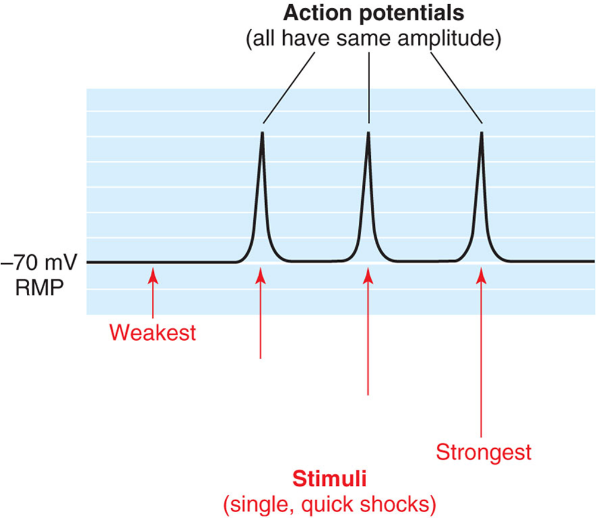 Action potentials
(all have same amplitude)
–70 mV
RMP
Weakest
Strongest
Stimuli
(single, quick shocks)